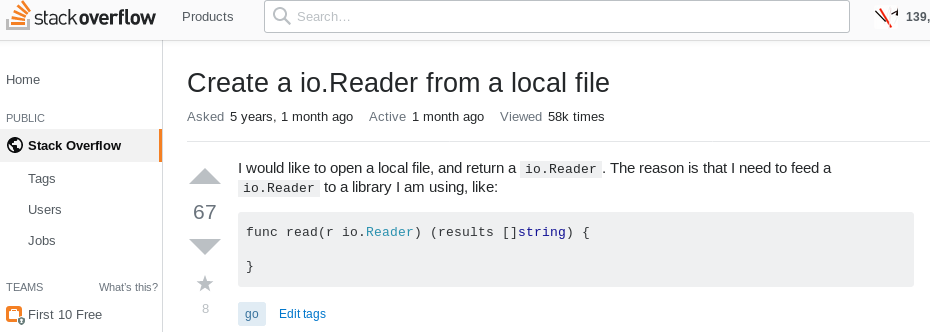 stackoverflow Products Search… 139,
Home
PUBLIC
Stack Overflow
Tags
Users
Jobs
TEAMS What's this?
First 10 Free
Create a io.Reader from a local file
Asked 5 years, 1 month ago Active 1 month ago Viewed 58k times
67
8
I would like to open a local file, and return a io.Reader. The reason is that I need to feed a
io.Reader to a library I am using, like:
func read(r io.Reader) (results []string) {
}
go Edit tags